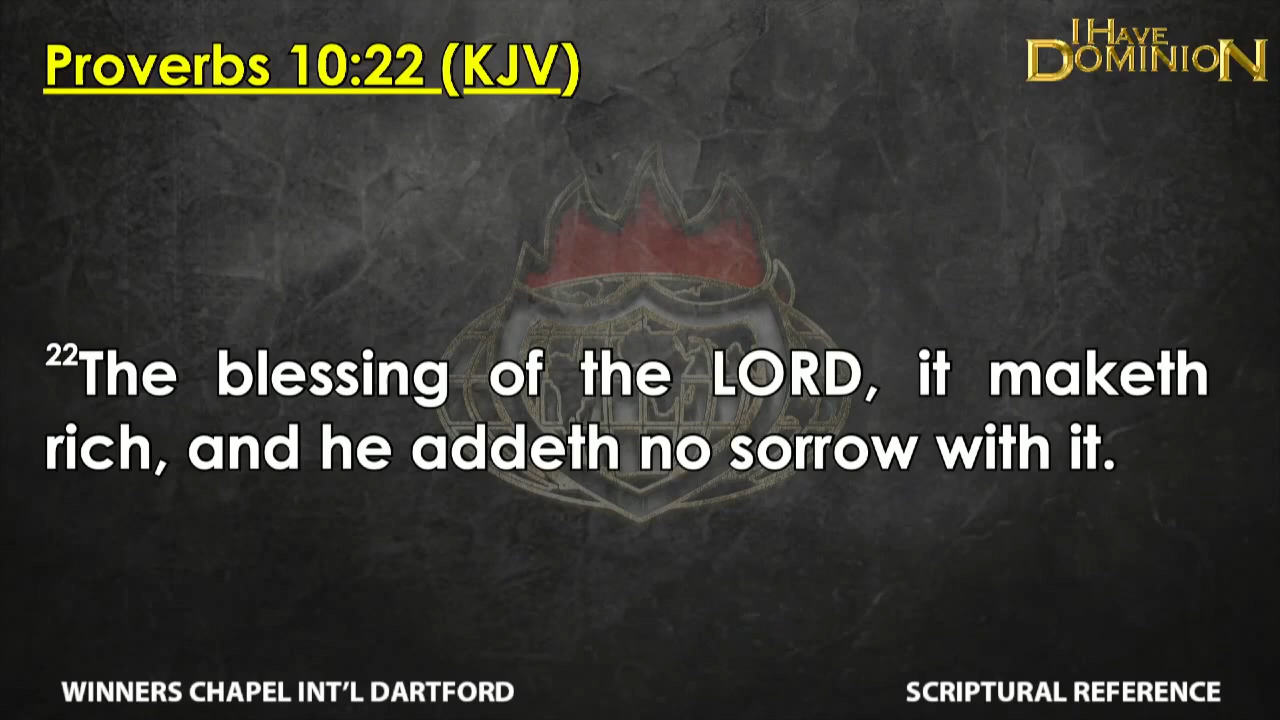 Proverbs 10:22 (KJV)
I HAVE
DOMINION
22The blessing of the LORD, it maketh
rich, and he addeth no sorrow with it.
WINNERS CHAPEL INT'L DARTFORD
SCRIPTURAL REFERENCE